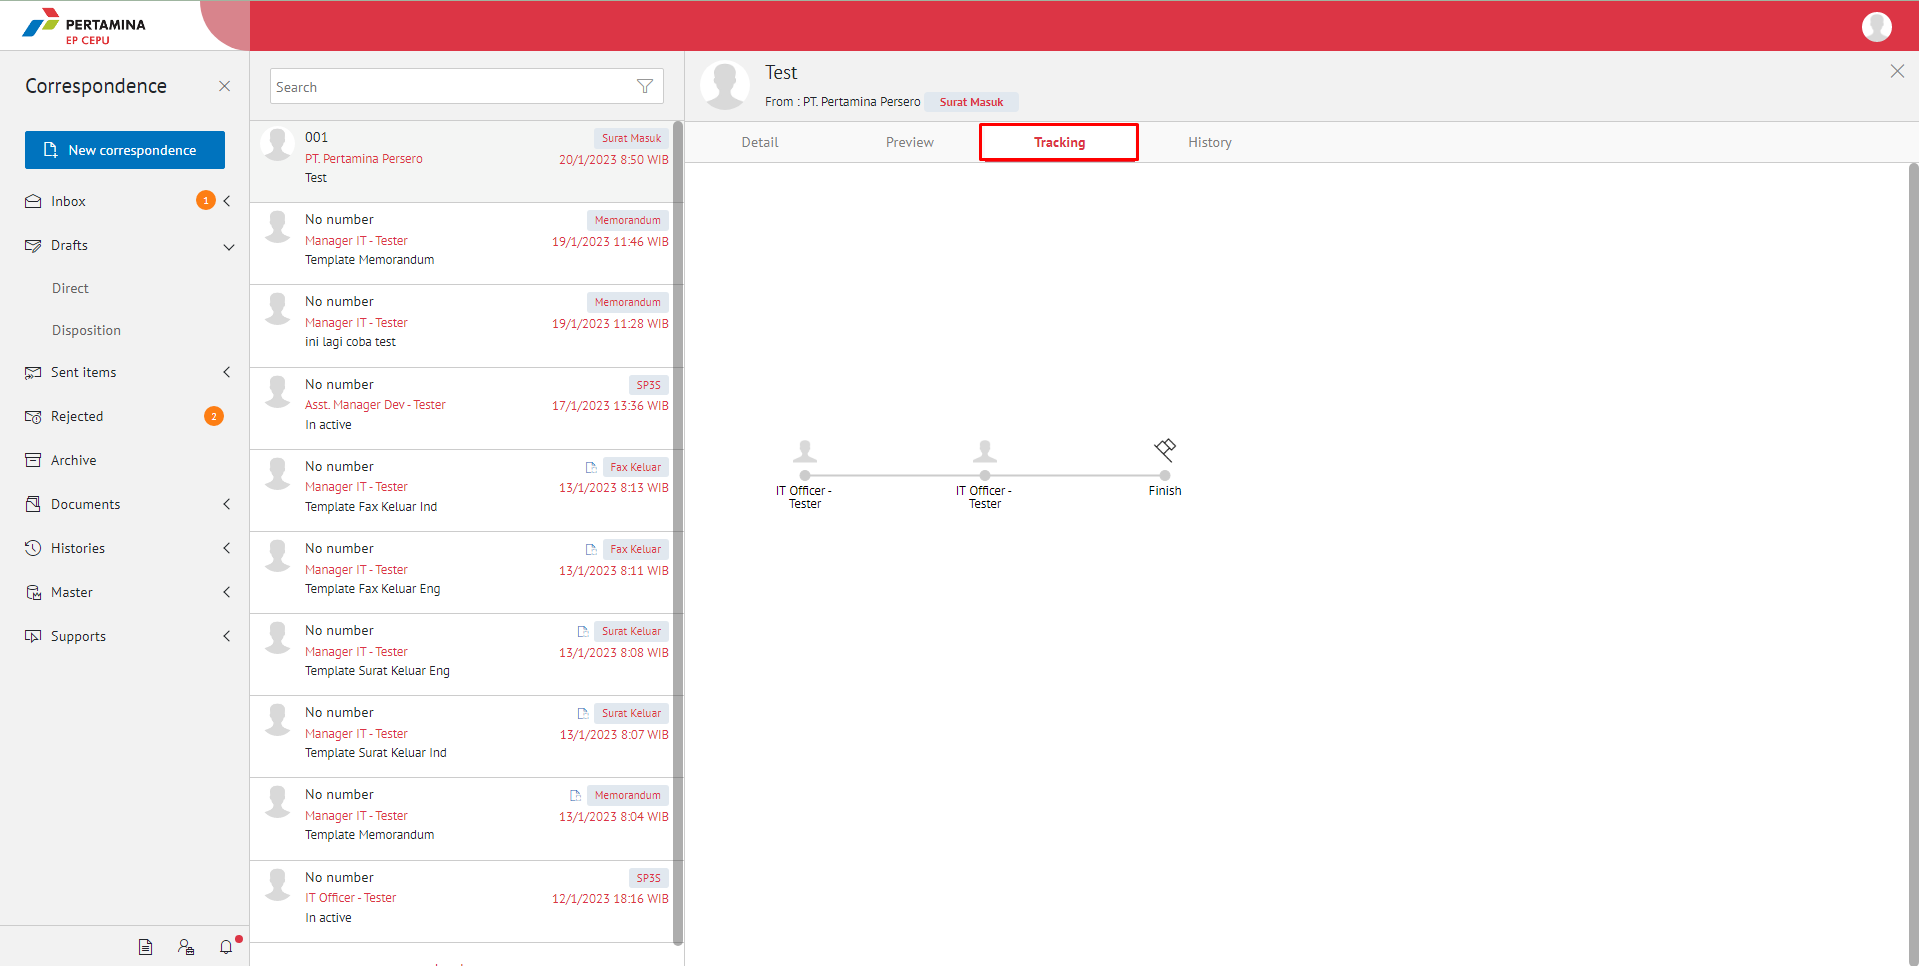 PERTAMINA
EP CEPU
Correspondence
New correspondence
Inbox
1
Drafts
Direct
Disposition
Sent items
Rejected
2
Archive
Documents
Histories
Master
Supports
Search
001
Surat Masuk
PT. Pertamina Persero
20/1/2023 8:50 WIB
Test
No number
Memorandum
Manager IT - Tester
19/1/2023 11:46 WIB
Template Memorandum
No number
Memorandum
Manager IT - Tester
19/1/2023 11:28 WIB
ini lagi coba test
No number
SP3S
Asst. Manager Dev - Tester
17/1/2023 13:36 WIB
In active
No number
Fax Keluar
Manager IT - Tester
13/1/2023 8:13 WIB
Template Fax Keluar Ind
No number
Fax Keluar
Manager IT - Tester
13/1/2023 8:11 WIB
Template Fax Keluar Eng
No number
Surat Keluar
Manager IT - Tester
13/1/2023 8:08 WIB
Template Surat Keluar Eng
No number
Surat Keluar
Manager IT - Tester
13/1/2023 8:07 WIB
Template Surat Keluar Ind
No number
Memorandum
Manager IT - Tester
13/1/2023 8:04 WIB
Template Memorandum
No number
SP3S
IT Officer - Tester
12/1/2023 18:16 WIB
In active
Test
From : PT. Pertamina Persero
Surat Masuk
Detail
Preview
Tracking
History
IT Officer -
Tester
IT Officer -
Tester
Finish